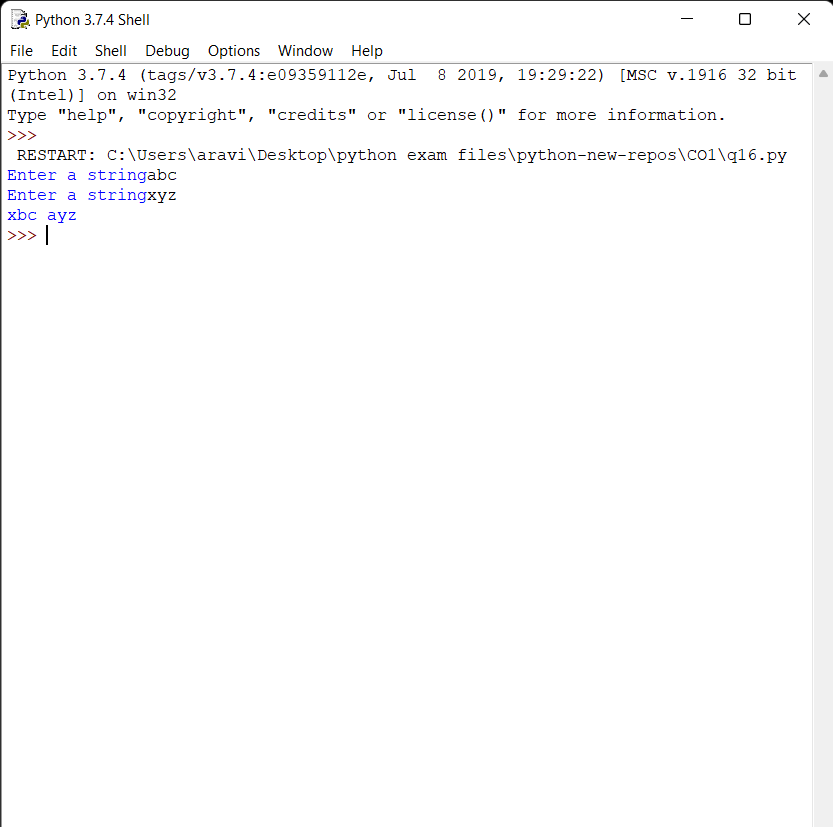 Python 3.7.4 Shell
File Edit Shell Debug Options Window Help
Python 3.7.4 (tags/v3.7.4:e09359112e, Jul  8 2019, 19:29:22) [MSC v.1916 32 bit
(Intel)] on win32
Type "help", "copyright", "credits" or "license()" for more information.
>>>
 RESTART: C:\Users\aravi\Desktop\python exam files\python-new-repos\CO1\q16.py
Enter a stringabc
Enter a stringxyz
xbc ayz
>>>